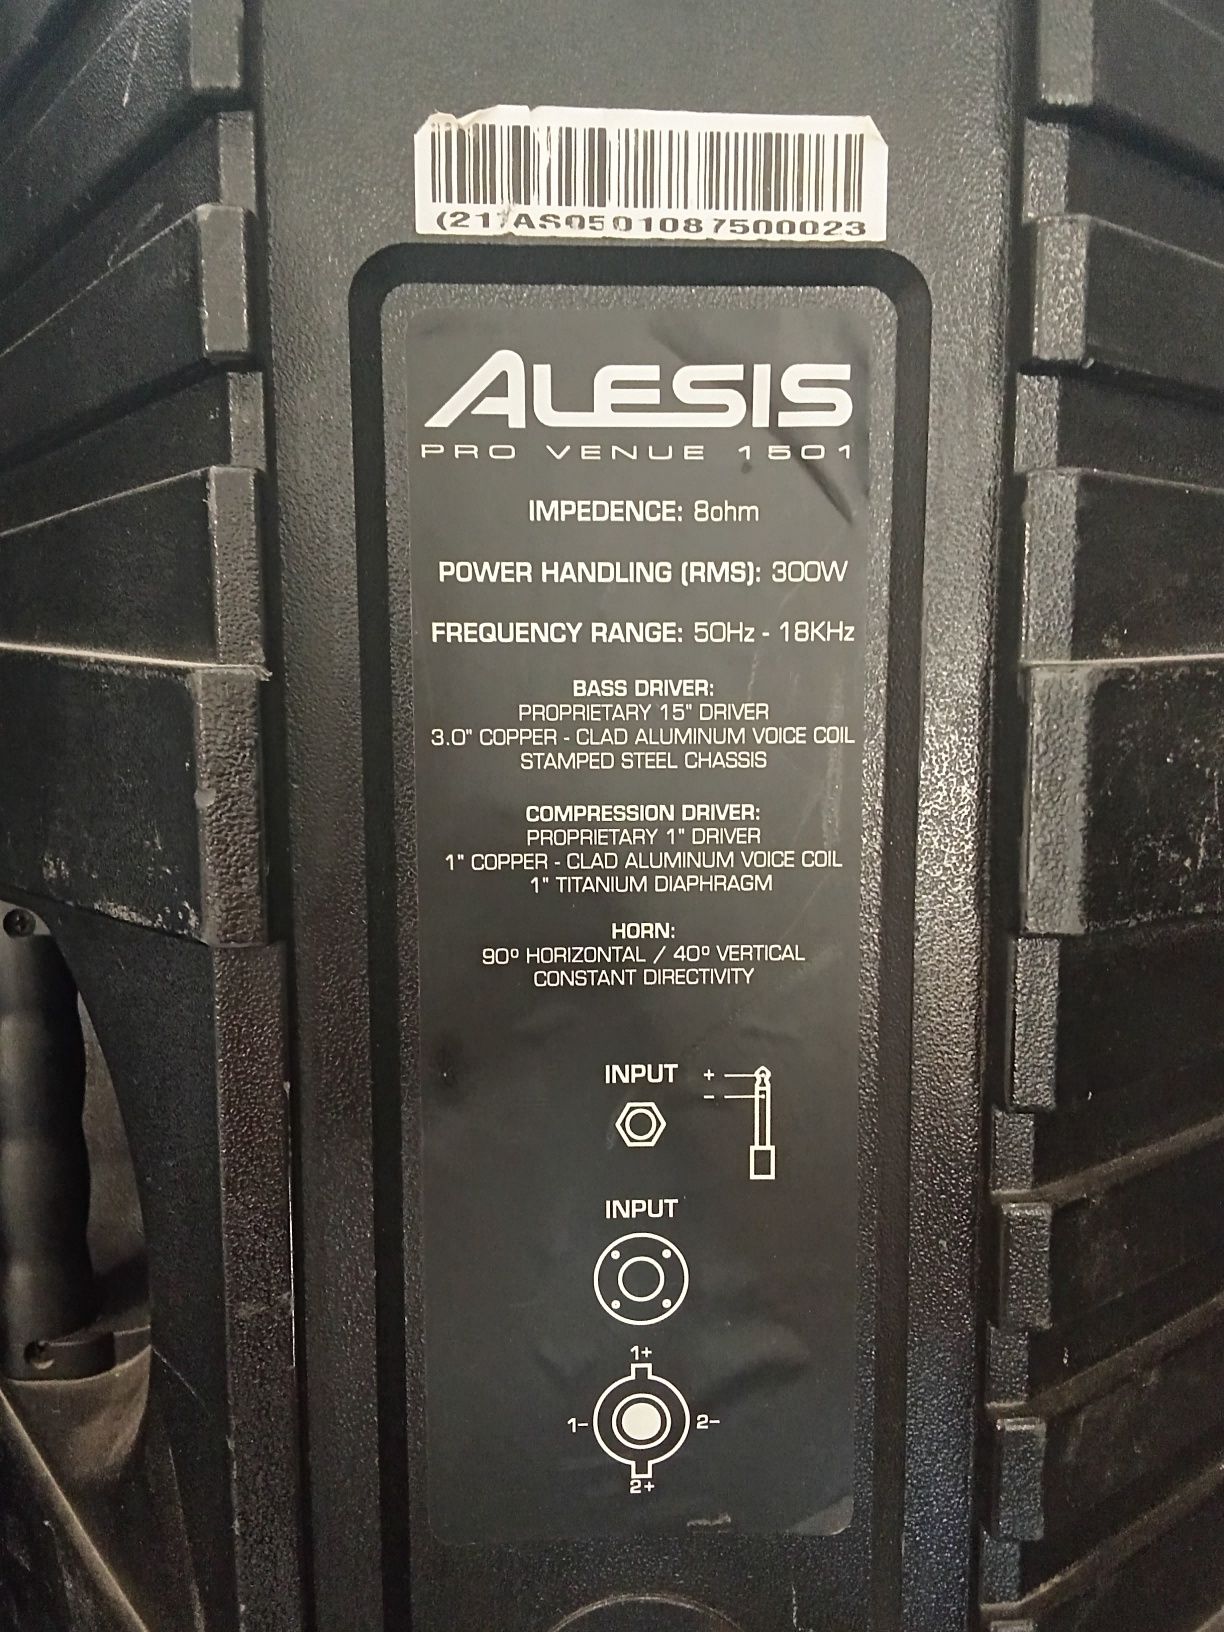 (21)AS0501087500023
ALESIS
PRO VENUE 1501
IMPEDENCE: 8ohm
POWER HANDLING (RMS): 300W
FREQUENCY RANGE: 50Hz - 18KHz
BASS DRIVER:
PROPRIETARY 15" DRIVER
3.0" COPPER - CLAD ALUMINUM VOICE COIL
STAMPED STEEL CHASSIS
COMPRESSION DRIVER:
PROPRIETARY 1" DRIVER
1" COPPER - CLAD ALUMINUM VOICE COIL
1" TITANIUM DIAPHRAGM
HORN:
90º HORIZONTAL / 40º VERTICAL
CONSTANT DIRECTIVITY
INPUT +
-
INPUT
1+
1- 2-
2+